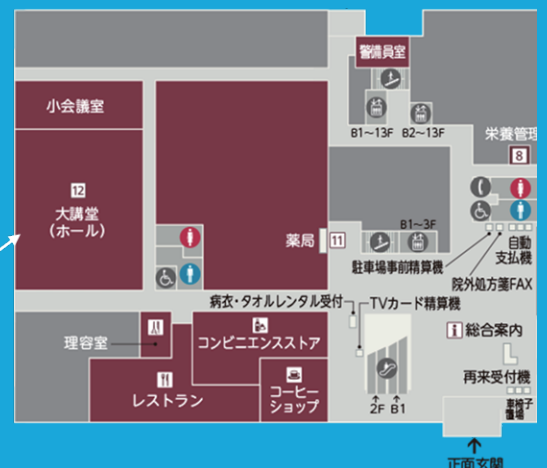 警備員室
小会議室
B1～13F
B2～13F
栄養管理
8
12
大講堂
(ホール)
薬局
11
B1～3F
駐車場事前精算機
自動
支払機
院外処方箋FAX
病衣・タオルレンタル受付
TVカード精算機
総合案内
理容室
コンビニエンスストア
再来受付機
レストラン
コーヒー
ショップ
2F
B1
車椅子
置場
正面玄関